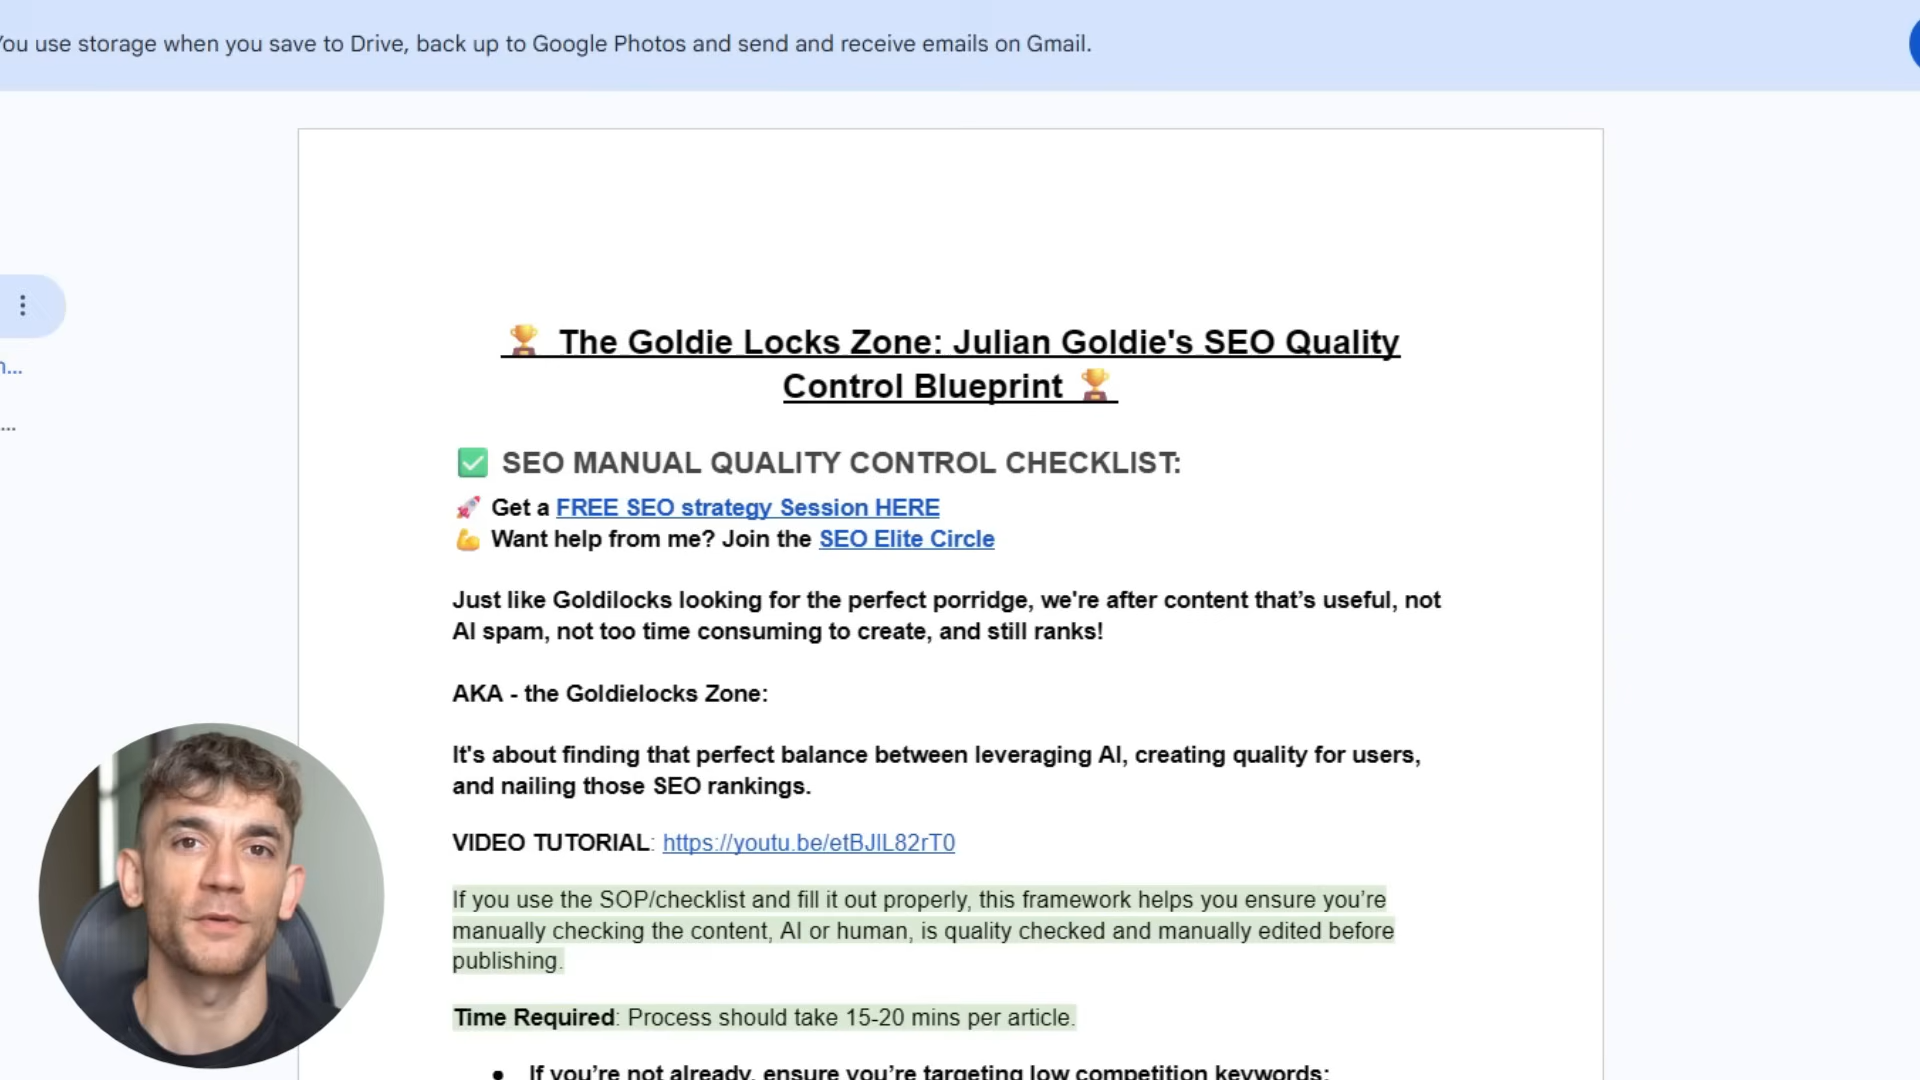 You use storage when you save to Drive, back up to Google Photos and send and receive emails on Gmail.
🏆 The Goldie Locks Zone: Julian Goldie's SEO Quality
Control Blueprint 🏆
✅ SEO MANUAL QUALITY CONTROL CHECKLIST:
🚀 Get a FREE SEO strategy Session HERE
💪 Want help from me? Join the SEO Elite Circle
n...
...
Just like Goldilocks looking for the perfect porridge, we're after content that’s useful, not
AI spam, not too time consuming to create, and still ranks!
AKA - the Goldielocks Zone:
It's about finding that perfect balance between leveraging AI, creating quality for users,
and nailing those SEO rankings.
VIDEO TUTORIAL: https://youtu.be/etBJlL82rT0
If you use the SOP/checklist and fill it out properly, this framework helps you ensure you’re
manually checking the content, AI or human, is quality checked and manually edited before
publishing.
Time Required: Process should take 15-20 mins per article.
● If you’re not already, ensure you’re targeting low competition keywords: